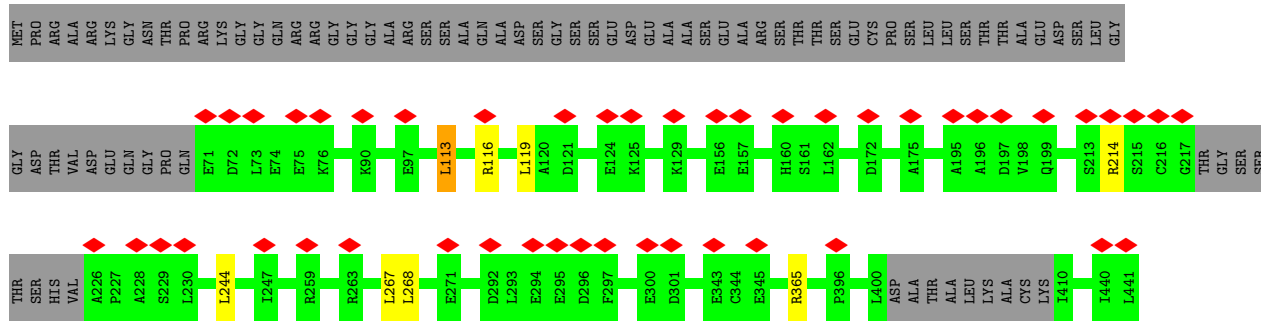 MET PRO ARG ALA ARG LYS GLY ASN THR PRO ARG LYS GLY GLY GLN ARG ARG GLY GLY GLY ALA ARG SER SER ALA GLN ALA ASP SER GLY SER SER GLU ASP GLU ALA ALA SER GLU ALA ARG SER THR THR SER GLU CYS PRO SER LEU LEU SER THR THR ALA GLU ASP SER LEU GLY
GLY ASP THR VAL ASP GLU GLN GLY PRO GLN E71 D72 L73 E74 E75 K76 K90 E97 L113 R116 L119 A120 D121 E124 K125 K129 E156 E157 H160 S161 L162 D172 A175 A195 A196 D197 V198 Q199 S213 R214 S215 C216 G217 THR GLY SER SER
THR SER HIS VAL A226 P227 A228 S229 L230 L244 I247 R259 R263 L267 L268 E271 D292 L293 E294 E295 D296 F297 E300 D301 E343 C344 E345 R365 P396 L400 ASP ALA THR ALA LEU LYS ALA CYS LYS I410 I440 L441